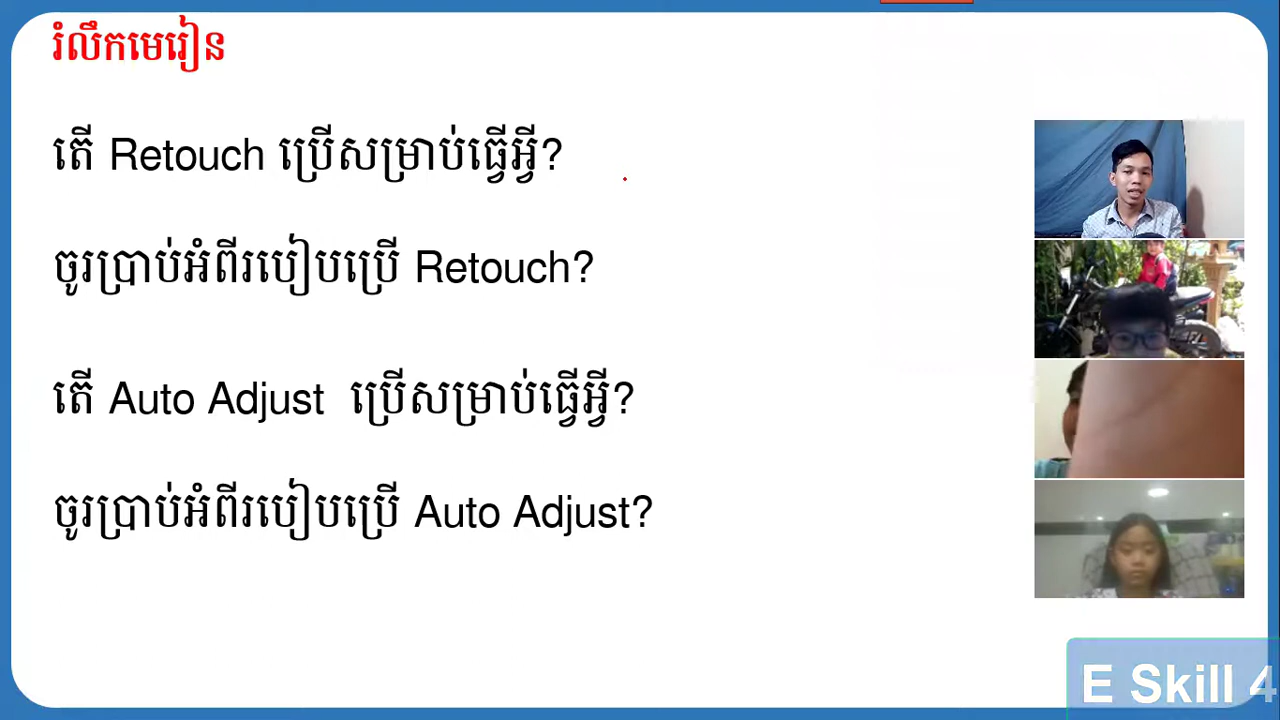 រំលឹកមេរៀន
តើ Retouch ប្រើសម្រាប់ធ្វើអ្វី?
ចូរប្រាប់អំពីរបៀបប្រើ Retouch?
តើ Auto Adjust ប្រើសម្រាប់ធ្វើអ្វី?
ចូរប្រាប់អំពីរបៀបប្រើ Auto Adjust?
E Skill 4